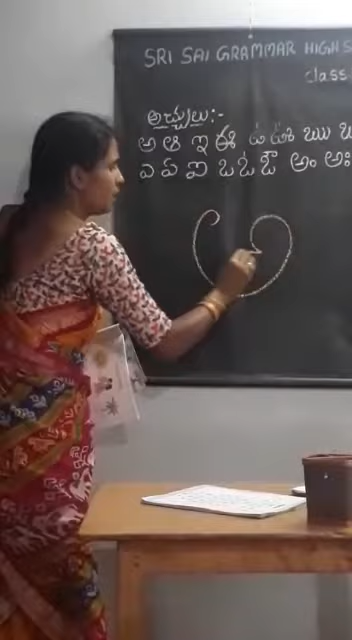 SRI SAI GRAMMAR HIGH S
class
అచ్చులు:-
అ ఆ ఇ ఈ ఉ ఊ ఋ
ఎ ఏ ఐ ఒ ఓ ఔ అం అః